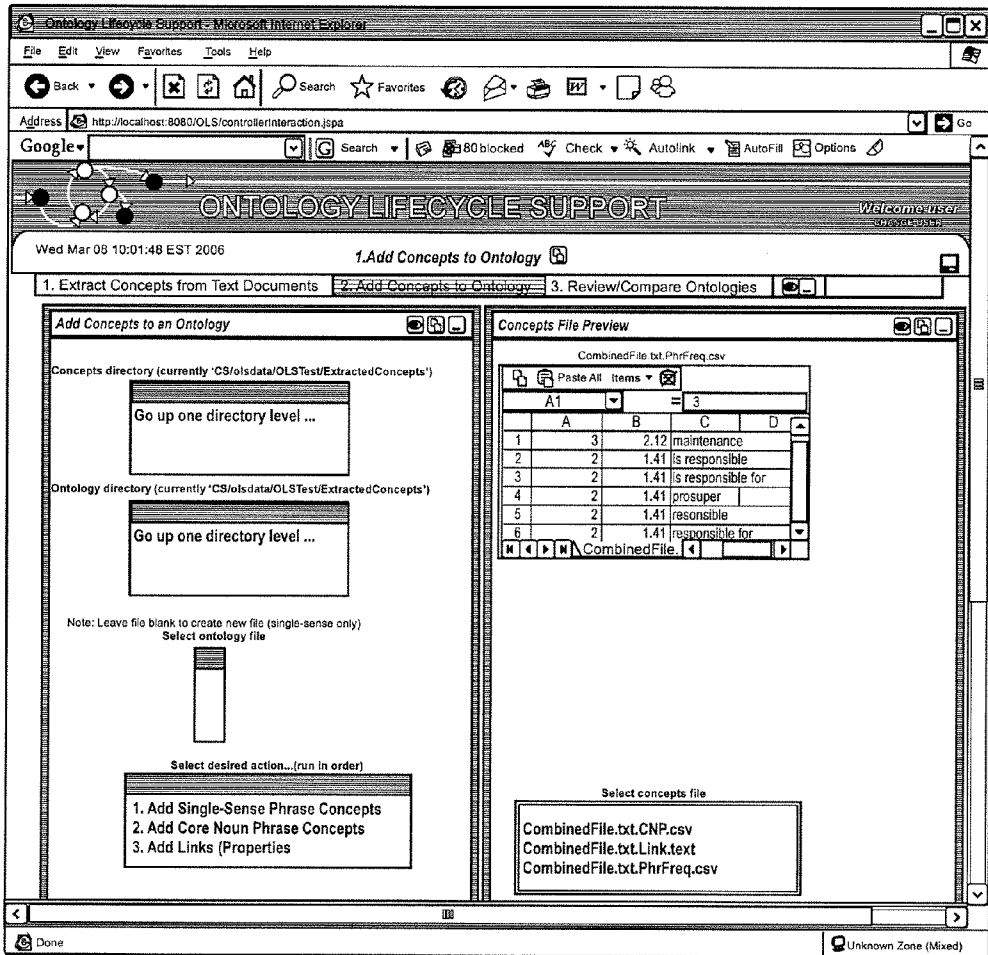 Ontology Lifecycle Support - Microsoft Internet Explorer
File Edit View Favorites Tools Help
Back Search Favorites W
Address http://localhost:8080/OLS/controllerInteraction.jspa Go
Google G Search 80 blocked ABC Check Autolink AutoFill Options
ONTOLOGY LIFECYCLE SUPPORT
Welcome user
CHANGE USER
Wed Mar 08 10:01:48 EST 2006
1.Add Concepts to Ontology
1. Extract Concepts from Text Documents 2. Add Concepts to Ontology 3. Review/Compare Ontologies
Add Concepts to an Ontology
Concepts directory (currently 'CS/olsdata/OLSTest/ExtractedConcepts')
Go up one directory level ...
Ontology directory (currently 'CS/olsdata/OLSTest/ExtractedConcepts')
Go up one directory level ...
Note: Leave file blank to create new file (single-sense only)
Select ontology file
Select desired action...(run in order)
1. Add Single-Sense Phrase Concepts
2. Add Core Noun Phrase Concepts
3. Add Links (Properties
Concepts File Preview
CombinedFile.txt.PhrFreq.csv
Paste All Items
A1 = 3
A B C D
1 3 2.12 maintenance
2 2 1.41 is responsible
3 2 1.41 is responsible for
4 2 1.41 prosuper
5 2 1.41 resonsible
6 2 1.41 responsible for
CombinedFile.
Select concepts file
CombinedFile.txt.CNP.csv
CombinedFile.txt.Link.text
CombinedFile.txt.PhrFreq.csv
Done
Unknown Zone (Mixed)